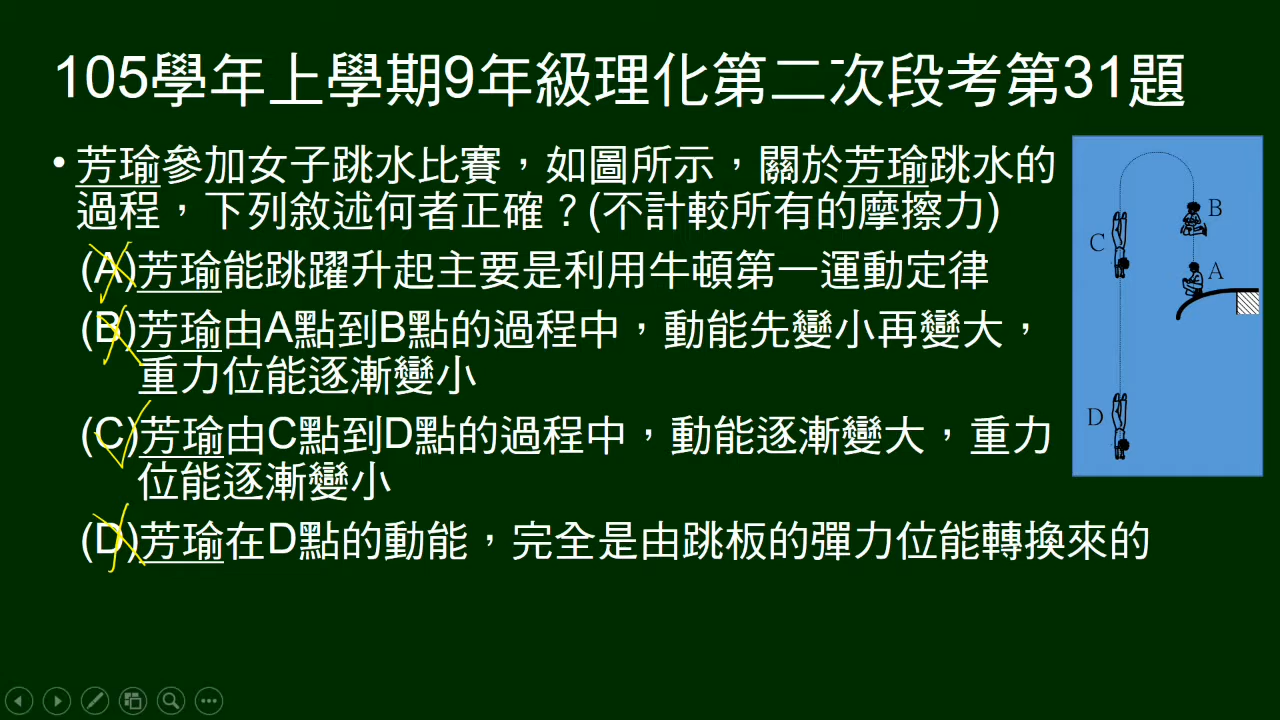 105學年上學期9年級理化第二次段考第31題
•芳瑜參加女子跳水比賽，如圖所示，關於芳瑜跳水的
過程，下列敘述何者正確？(不計較所有的摩擦力)
(A)芳瑜能跳躍升起主要是利用牛頓第一運動定律
(B)芳瑜由A點到B點的過程中，動能先變小再變大，
重力位能逐漸變小
(C)芳瑜由C點到D點的過程中，動能逐漸變大，重力
位能逐漸變小
(D)芳瑜在D點的動能，完全是由跳板的彈力位能轉換來的
B
C
A
D